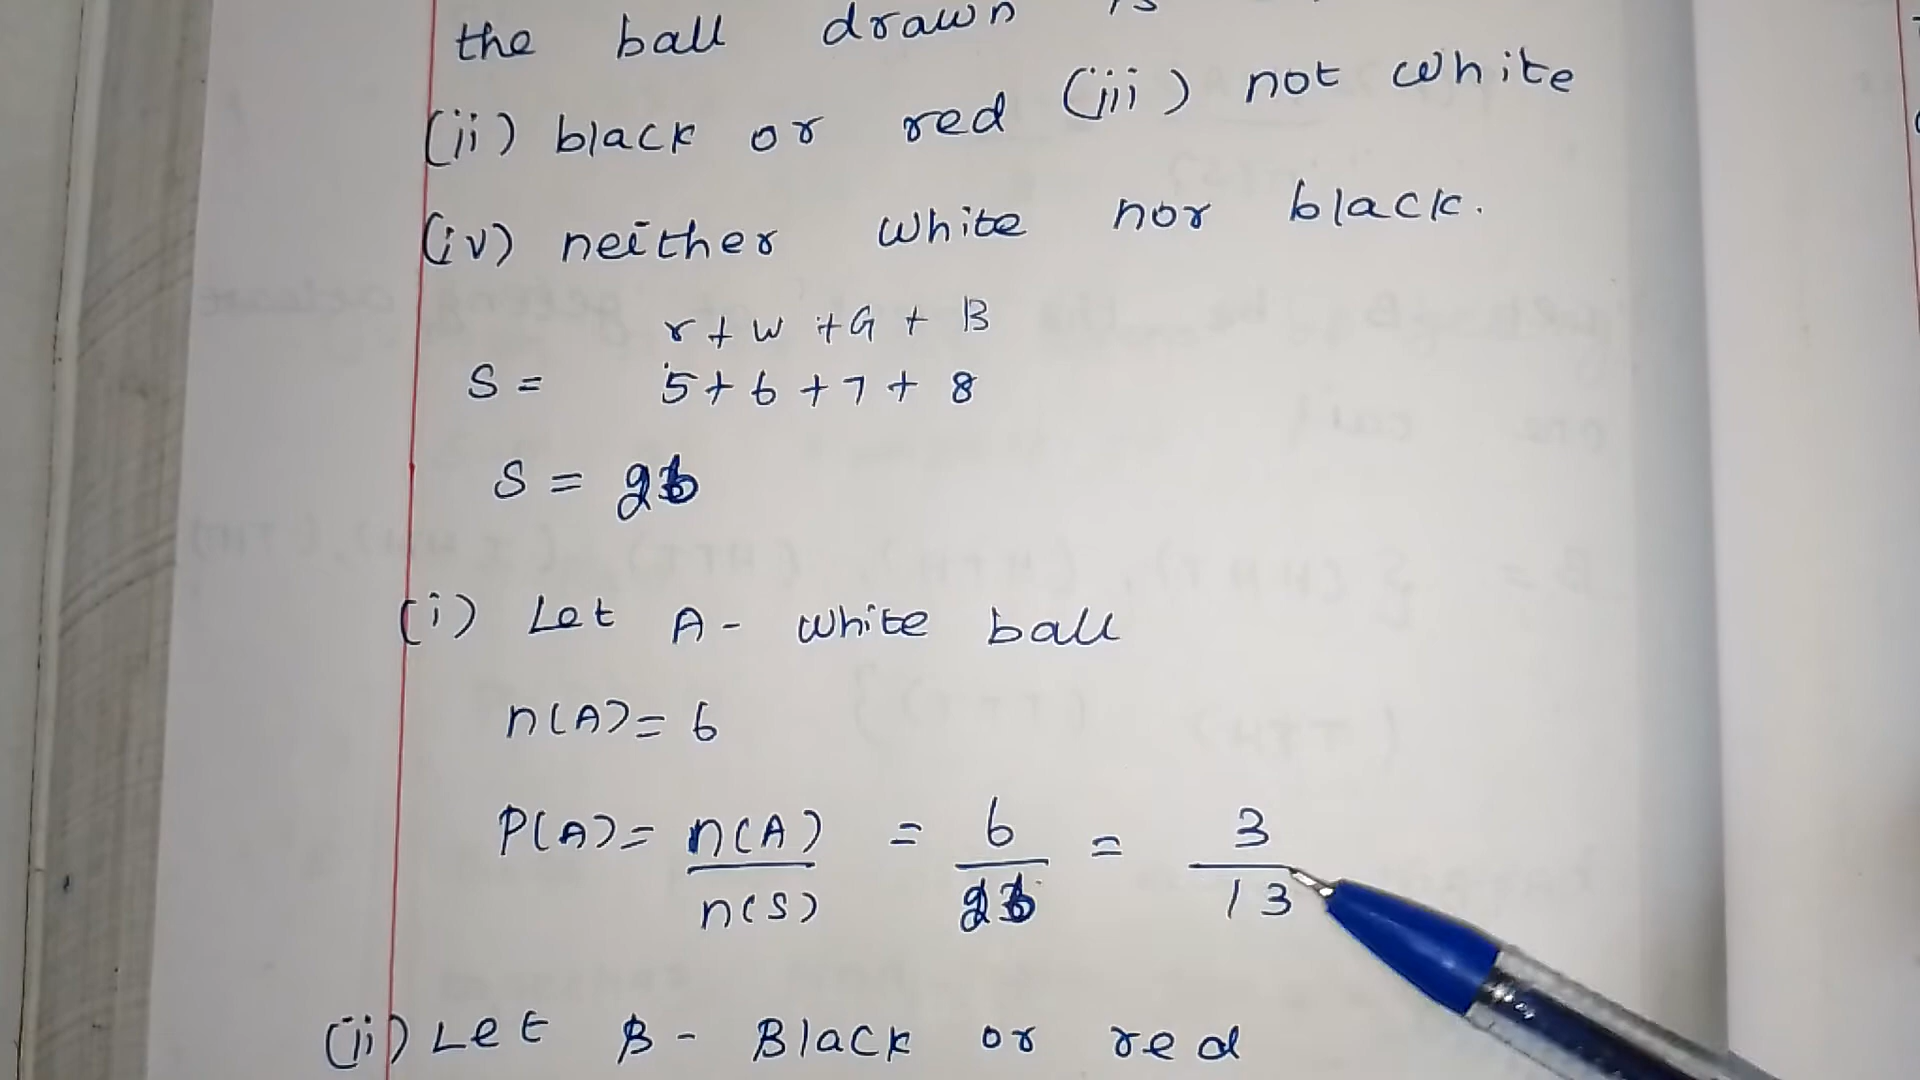 the ball drawn is
(ii) black or red (iii) not white
(iv) neither white nor black.
r + W + G + B
S = 5 + 6 + 7 + 8
S = 26
(i) Let A - white ball
n(A) = 6
P(A) = n(A) / n(S) = 6 / 26 = 3 / 13
(ii) Let B - Black or red